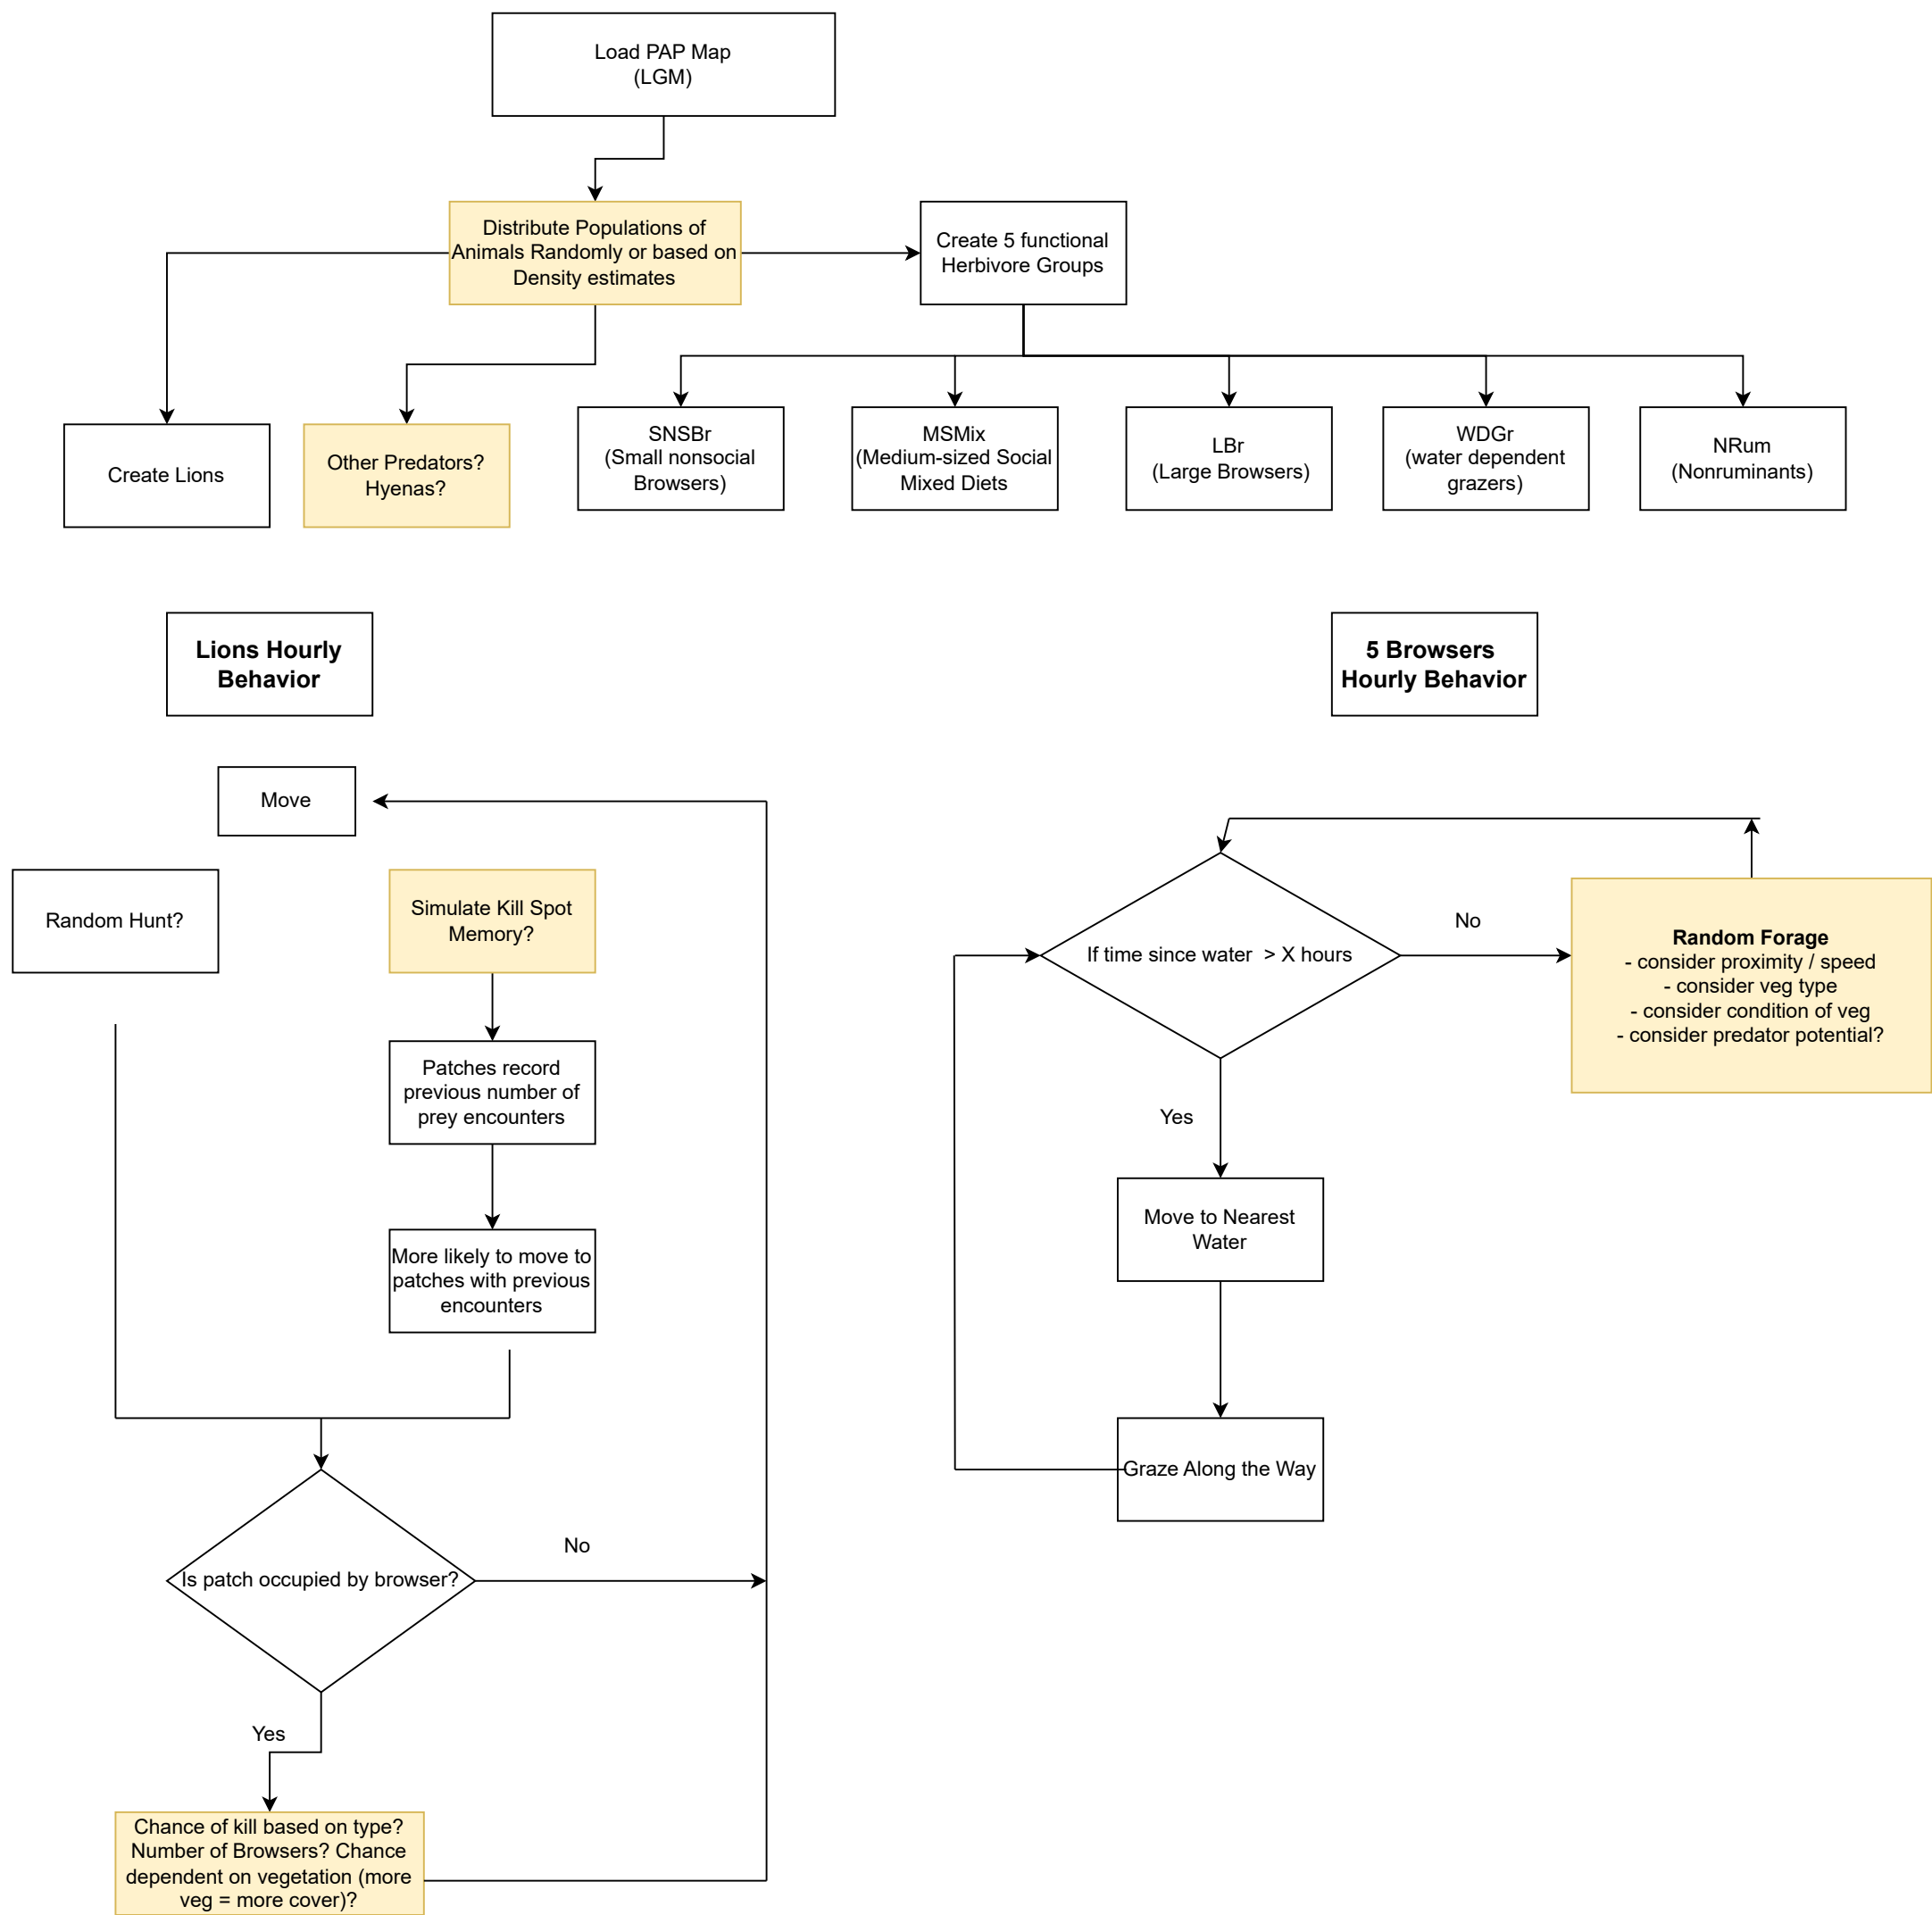 Load PAP Map
(LGM)
Distribute Populations of
Animals Randomly or based on
Density estimates
Create 5 functional
Herbivore Groups
Create Lions
Other Predators?
Hyenas?
SNSBr
(Small nonsocial
Browsers)
MSMix
(Medium-sized Social
Mixed Diets
LBr
(Large Browsers)
WDGr
(water dependent
grazers)
NRum
(Nonruminants)
Lions Hourly
Behavior
5 Browsers
Hourly Behavior
Move
Random Hunt?
Simulate Kill Spot
Memory?
Patches record
previous number of
prey encounters
More likely to move to
patches with previous
encounters
Is patch occupied by browser?
No
Yes
Chance of kill based on type?
Number of Browsers? Chance
dependent on vegetation (more
veg = more cover)?
If time since water > X hours
No
Random Forage
- consider proximity / speed
- consider veg type
- consider condition of veg
- consider predator potential?
Yes
Move to Nearest
Water
Graze Along the Way